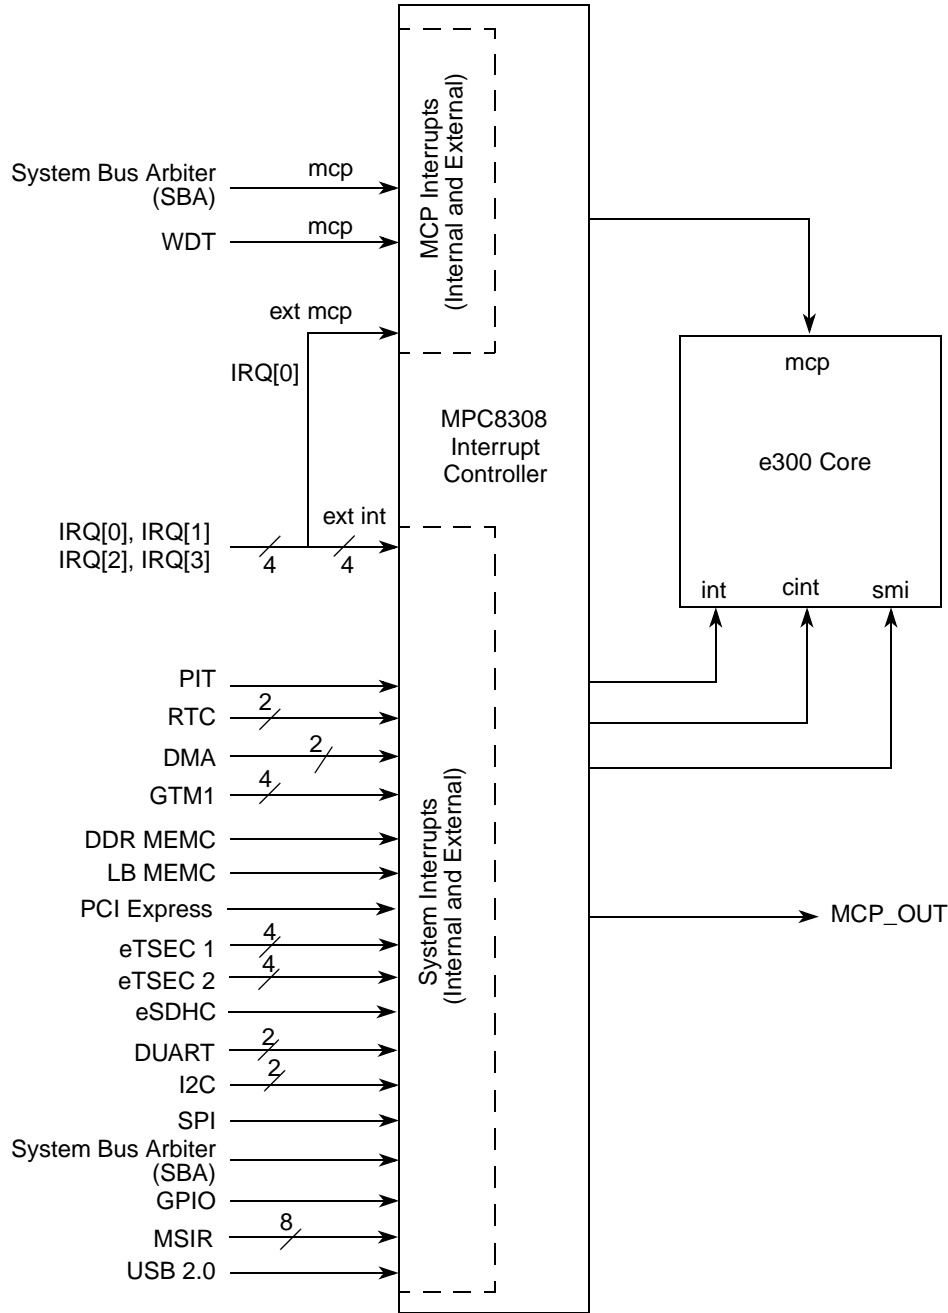 System Bus Arbiter
(SBA)
mcp
WDT
mcp
ext mcp
IRQ[0]
MCP Interrupts
(Internal and External)
MPC8308
Interrupt
Controller
mcp
e300 Core
int
cint
smi
IRQ[0], IRQ[1]
IRQ[2], IRQ[3]
4
ext int
4
PIT
RTC
2
DMA
2
GTM1
4
DDR MEMC
LB MEMC
PCI Express
eTSEC 1
4
eTSEC 2
4
eSDHC
DUART
2
I2C
2
SPI
System Bus Arbiter
(SBA)
GPIO
MSIR
8
USB 2.0
System Interrupts
(Internal and External)
MCP_OUT